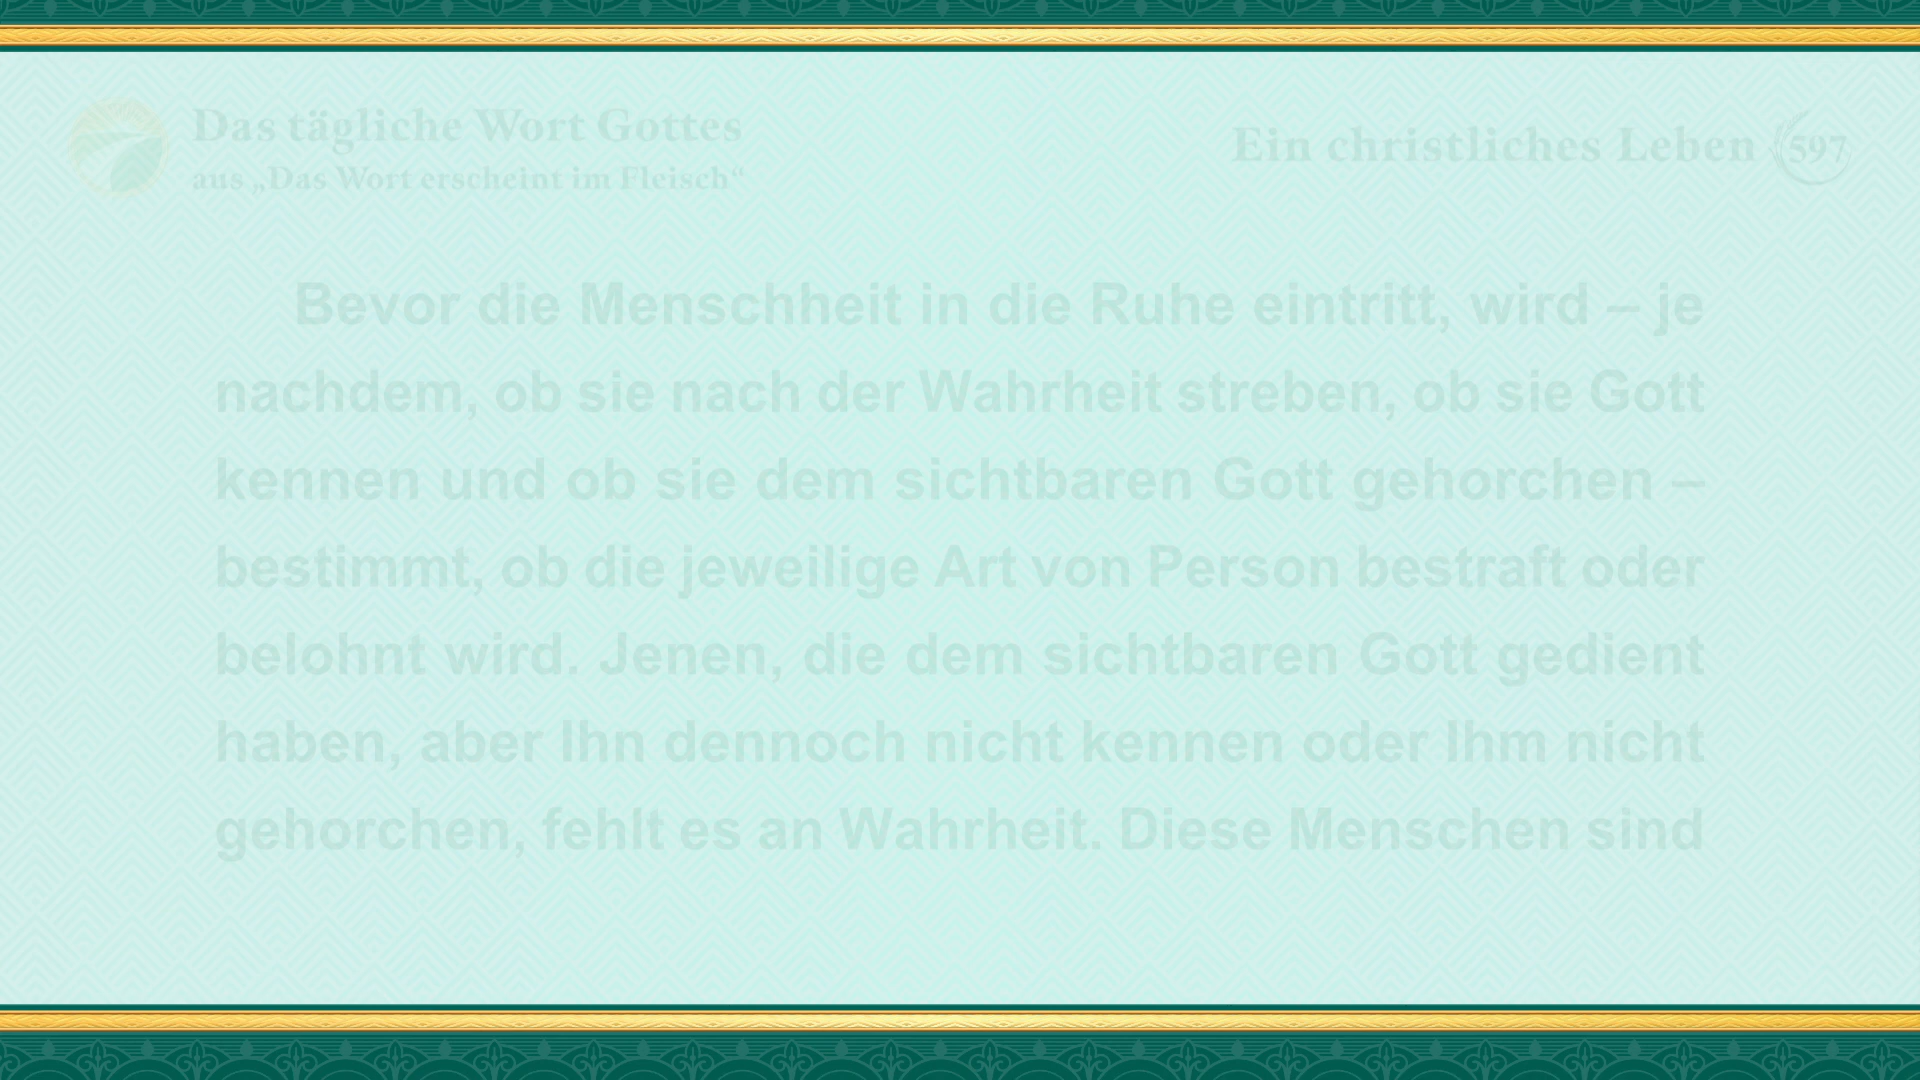 Das tägliche Wort Gottes
aus „Das Wort erscheint im Fleisch“
Ein christliches Leben 597
Bevor die Menschheit in die Ruhe eintritt, wird – je
nachdem, ob sie nach der Wahrheit streben, ob sie Gott
kennen und ob sie dem sichtbaren Gott gehorchen –
bestimmt, ob die jeweilige Art von Person bestraft oder
belohnt wird. Jenen, die dem sichtbaren Gott gedient
haben, aber Ihn dennoch nicht kennen oder Ihm nicht
gehorchen, fehlt es an Wahrheit. Diese Menschen sind